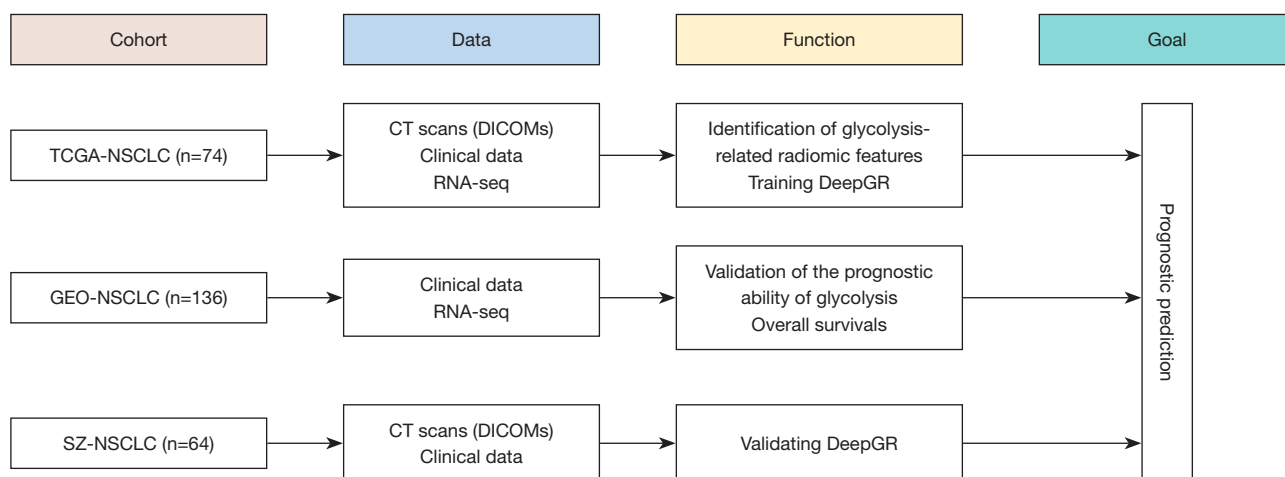 Cohort
Data
Function
Goal
TCGA-NSCLC (n=74)
CT scans (DICOMs)
Clinical data
RNA-seq
Identification of glycolysis-
related radiomic features
Training DeepGR
GEO-NSCLC (n=136)
Clinical data
RNA-seq
Validation of the prognostic
ability of glycolysis
Overall survivals
SZ-NSCLC (n=64)
CT scans (DICOMs)
Clinical data
Validating DeepGR
Prognostic prediction